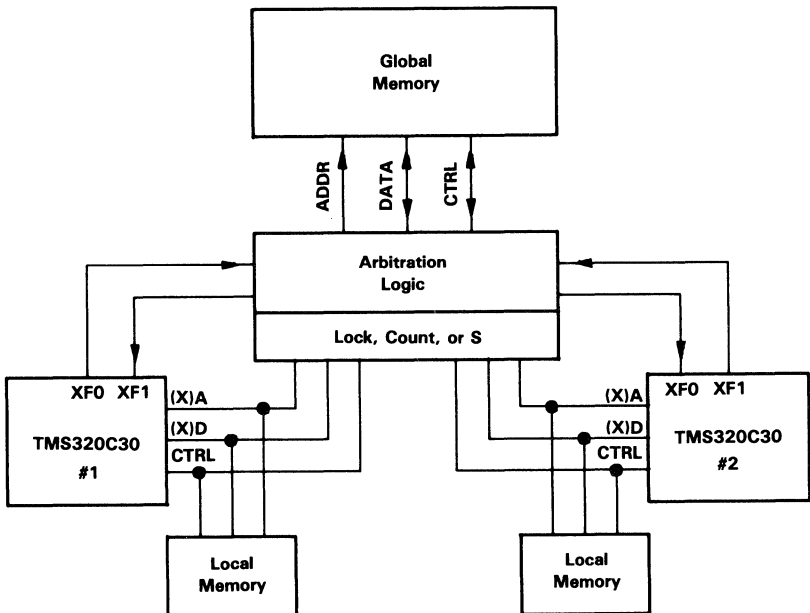 Global
Memory
ADDR
DATA
CTRL
Arbitration
Logic
Lock, Count, or S
XF0 XF1
TMS320C30
#1
(X)A
(X)D
CTRL
(X)A
(X)D
CTRL
XF0 XF1
TMS320C30
#2
Local
Memory
Local
Memory